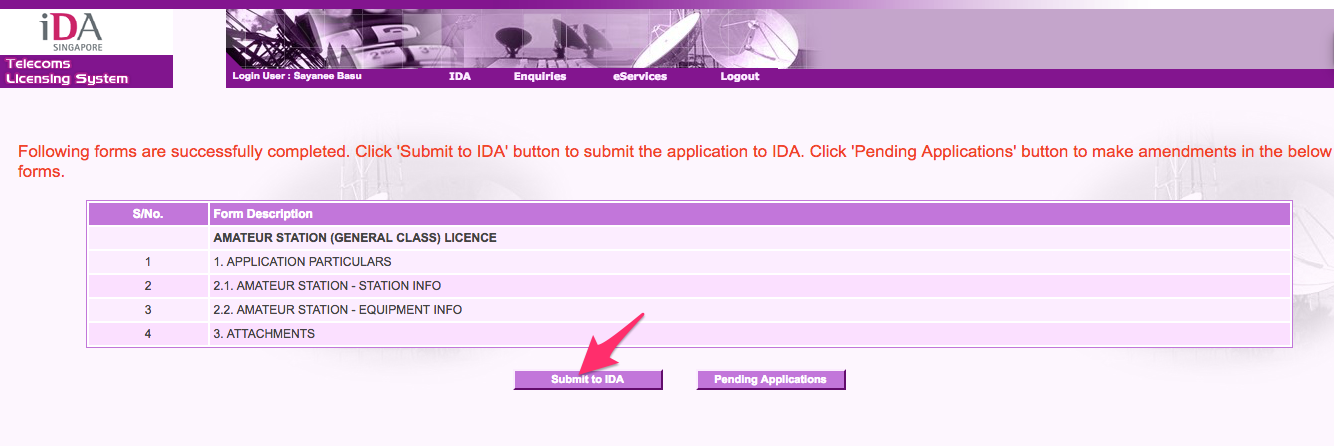 iDA
SINGAPORE
Telecoms
Licensing System
Login User : Sayanee Basu IDA Enquiries eServices Logout
Following forms are successfully completed. Click 'Submit to IDA' button to submit the application to IDA. Click 'Pending Applications' button to make amendments in the below
forms.
S/No. Form Description
AMATEUR STATION (GENERAL CLASS) LICENCE
1 1. APPLICATION PARTICULARS
2 2.1. AMATEUR STATION - STATION INFO
3 2.2. AMATEUR STATION - EQUIPMENT INFO
4 3. ATTACHMENTS
Submit to IDA Pending Applications